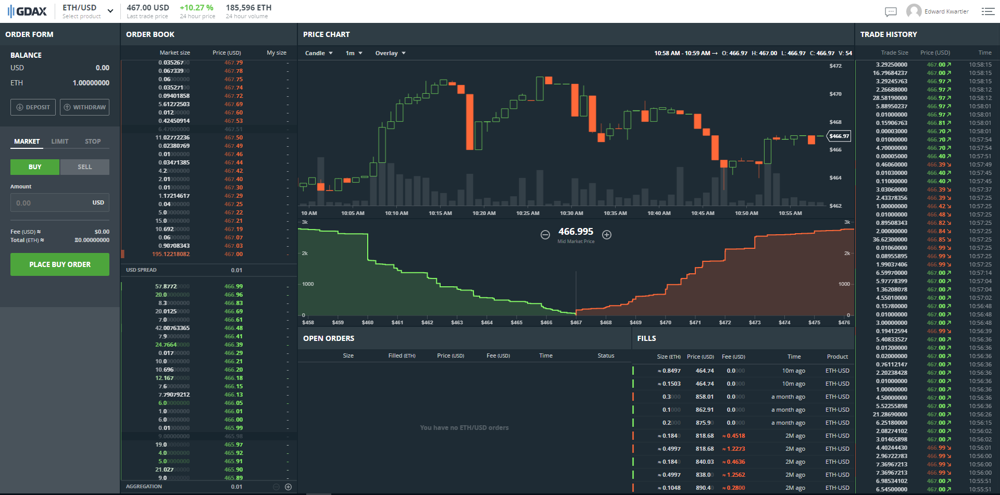 GDAX
ETH/USD
Select product
467.00 USD
Last trade price
+10.27 %
24 hour price
185,596 ETH
24 hour volume
Edward Kwartler
ORDER FORM
BALANCE
USD 0.00
ETH 1.00000000
DEPOSIT
WITHDRAW
MARKET LIMIT STOP
BUY SELL
Amount
0.00 USD
Fee (USD) ≈ $0.00
Total (ETH) ≈ Ξ0.00000000
PLACE BUY ORDER
ORDER BOOK
Market size Price (USD) My size
0.03526700 467.79 -
0.06733900 467.78 -
0.06000000 467.75 -
0.03527100 467.74 -
0.09401858 467.72 -
5.61272503 467.69 -
0.01200000 467.60 -
0.42450914 467.53 -
6.47000000 467.51 -
11.02772236 467.50 -
0.02380769 467.49 -
0.01000000 467.46 -
0.03471385 467.44 -
4.20000000 467.42 -
2.01000000 467.40 -
0.01000000 467.30 -
1.17214617 467.29 -
0.04000000 467.25 -
5.00000000 467.22 -
15.00000000 467.21 -
10.69200000 467.19 -
0.06000000 467.07 -
0.90708343 467.03 -
195.12218082 467.00 -
USD SPREAD 0.01
57.87720000 466.99 -
20.00000000 466.96 -
8.30000000 466.83 -
20.01250000 466.69 -
7.00000000 466.61 -
42.00763365 466.48 -
7.90000000 466.41 -
24.76640000 466.39 -
0.01700000 466.29 -
10.00000000 466.21 -
10.69600000 466.20 -
12.16700000 466.18 -
7.60000000 466.15 -
7.79079212 466.13 -
6.00000000 466.05 -
1.00000000 466.01 -
6.00000000 466.00 -
0.01000000 465.99 -
9.00000000 465.98 -
19.00000000 465.97 -
4.00000000 465.92 -
5.00000000 465.91 -
21.02700000 465.90 -
9.00000000 465.89 -
AGGREGATION 0.01
PRICE CHART
Candle 1m Overlay
10:58 AM - 10:59 AM → O: 466.97 H: 467.00 L: 466.97 C: 466.97 V: 54
$472
$470
$468
$466.97
$466
$464
$462
10 AM 10:05 AM 10:10 AM 10:15 AM 10:20 AM 10:25 AM 10:30 AM 10:35 AM 10:40 AM 10:45 AM 10:50 AM 10:55 AM
466.995
Mid Market Price
3k 3k
2k 2k
1000 1000
0 0
$458 $459 $460 $461 $462 $463 $464 $465 $466 $467 $468 $469 $470 $471 $472 $473 $474 $475 $476
OPEN ORDERS
Size Filled (ETH) Price (USD) Fee (USD) Time Status
You have no ETH/USD orders
FILLS
Size (ETH) Price (USD) Fee (USD) Time Product
≈ 0.8497 464.74 0.0000 10m ago ETH-USD
≈ 0.1503 464.74 0.0000 10m ago ETH-USD
0.3000 858.01 0.0000 a month ago ETH-USD
0.1000 862.91 0.0000 a month ago ETH-USD
0.2000 875.90 0.0000 a month ago ETH-USD
≈ 0.1840 818.68 ≈ 0.4518 2M ago ETH-USD
≈ 0.4997 818.68 ≈ 1.2273 2M ago ETH-USD
≈ 0.1840 840.03 ≈ 0.4636 2M ago ETH-USD
≈ 0.4997 838.00 ≈ 1.2562 2M ago ETH-USD
≈ 0.1048 890.40 ≈ 0.2800 2M ago ETH-USD
TRADE HISTORY
Trade Size Price (USD) Time
3.29250000 467.00↗ 10:58:15
16.79684237 467.00↗ 10:58:15
3.29245763 466.97↗ 10:58:15
2.26688000 466.97↗ 10:58:12
28.58190000 466.97↗ 10:58:12
5.88950237 466.97↗ 10:58:01
0.01000000 466.97↗ 10:58:01
0.15906763 466.81↗ 10:58:01
0.00003000 466.70↗ 10:58:01
0.01000000 466.70↗ 10:57:54
4.70000000 466.70↗ 10:57:54
0.00005000 466.40↗ 10:57:51
0.46060000 466.39↘ 10:57:49
0.01030000 466.40↗ 10:57:45
0.11000000 466.40↗ 10:57:45
3.03060000 466.39↘ 10:57:37
2.43378356 466.39↘ 10:57:25
1.00000000 466.42↘ 10:57:25
0.01000000 466.48↘ 10:57:25
0.89508343 466.82↘ 10:57:25
2.00000000 466.84↘ 10:57:25
36.62300000 466.85↘ 10:57:25
0.01060000 466.99↘ 10:57:25
0.08955895 466.99↘ 10:57:25
1.99037406 466.99↘ 10:57:25
6.59970000 467.00↗ 10:57:14
5.97778399 467.00↗ 10:57:04
1.36208078 467.00↗ 10:57:04
4.55010000 467.00↗ 10:57:02
0.15780000 467.00↗ 10:56:48
0.01000000 467.00↗ 10:56:48
3.00000000 467.00↗ 10:56:48
0.19412594 466.99↘ 10:56:39
5.40833527 467.00↗ 10:56:36
0.01200000 467.00↗ 10:56:36
0.02000000 467.00↗ 10:56:36
0.76112147 467.00↗ 10:56:36
2.20238428 467.00↗ 10:56:36
0.01000000 467.00↗ 10:56:36
1.00000000 467.00↗ 10:56:36
4.50000000 467.00↗ 10:56:36
5.52255898 467.00↗ 10:56:36
21.28690000 467.00↗ 10:56:26
6.25180000 467.00↗ 10:56:15
2.08274102 467.00↗ 10:56:02
3.01465898 467.00↗ 10:56:02
4.40244430 466.99↘ 10:56:01
2.96722783 466.99↘ 10:56:00
7.36967213 466.99↘ 10:56:00
7.36967213 466.99↘ 10:56:00
6.98534102 467.00↗ 10:55:51
6.54500000 467.00↗ 10:55:51